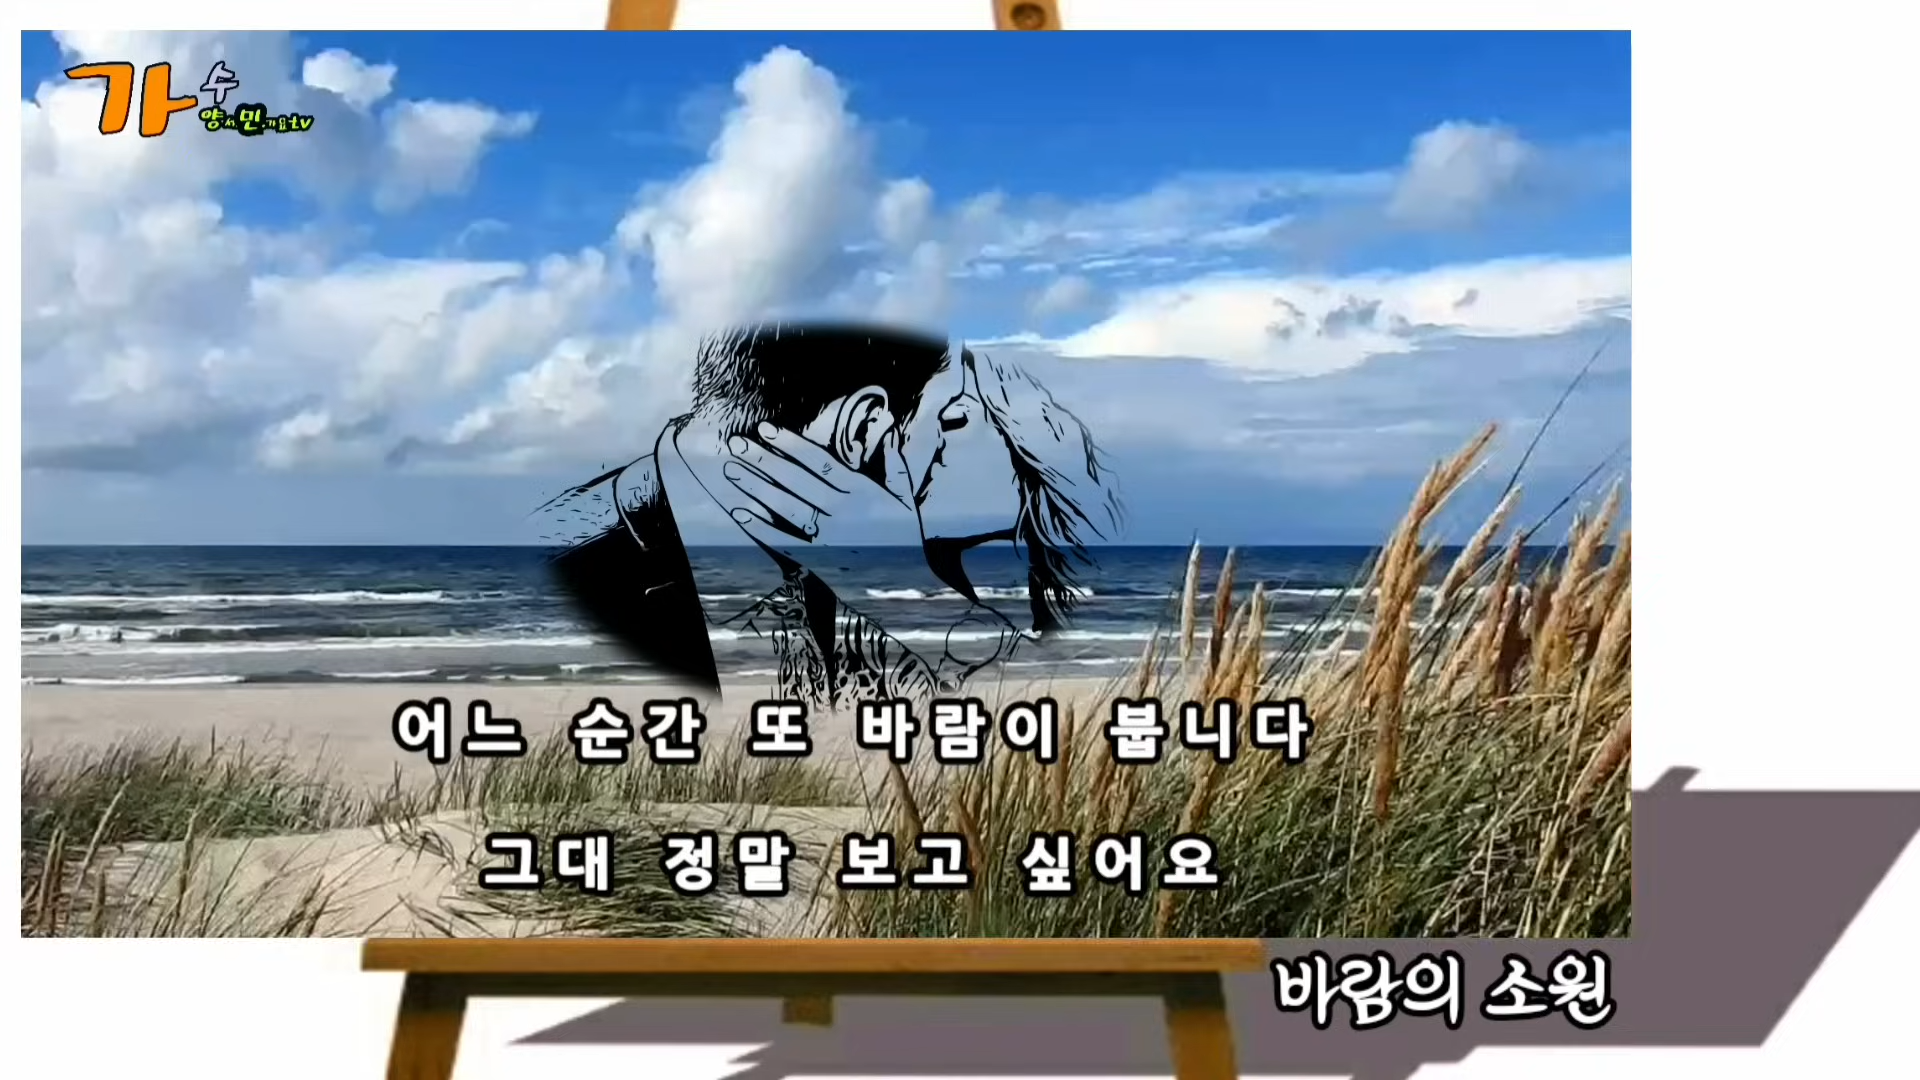 가수
양서민.가요tv
어느 순간 또 바람이 붑니다
그대 정말 보고 싶어요
바람의 소원